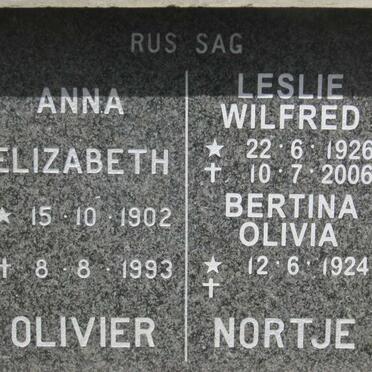 RUS SAG
ANNA
ELIZABETH
★ 15·10·1902
✝ 8·8·1993
OLIVIER
LESLIE
WILFRED
★ 22·6·1926
✝ 10·7·2006
BERTINA
OLIVIA
★ 12·6·1924
✝
NORTJE